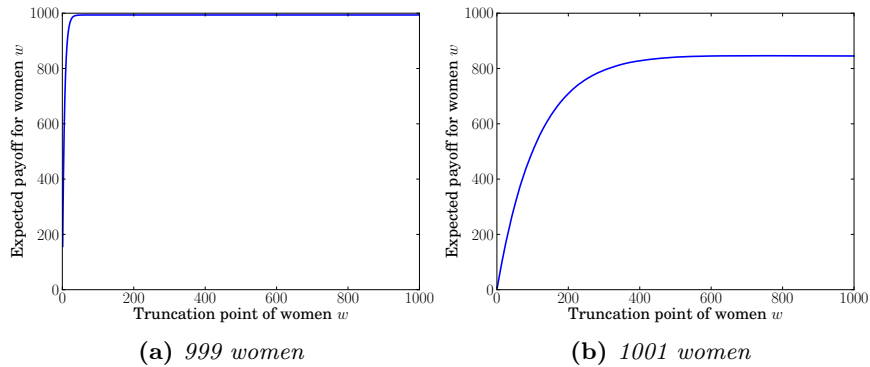 1000
800
600
400
200
0
Expected payoff for women w
0 200 400 600 800 1000
Truncation point of women w
(a) 999 women
1000
800
600
400
200
0
Expected payoff for women w
0 200 400 600 800 1000
Truncation point of women w
(b) 1001 women